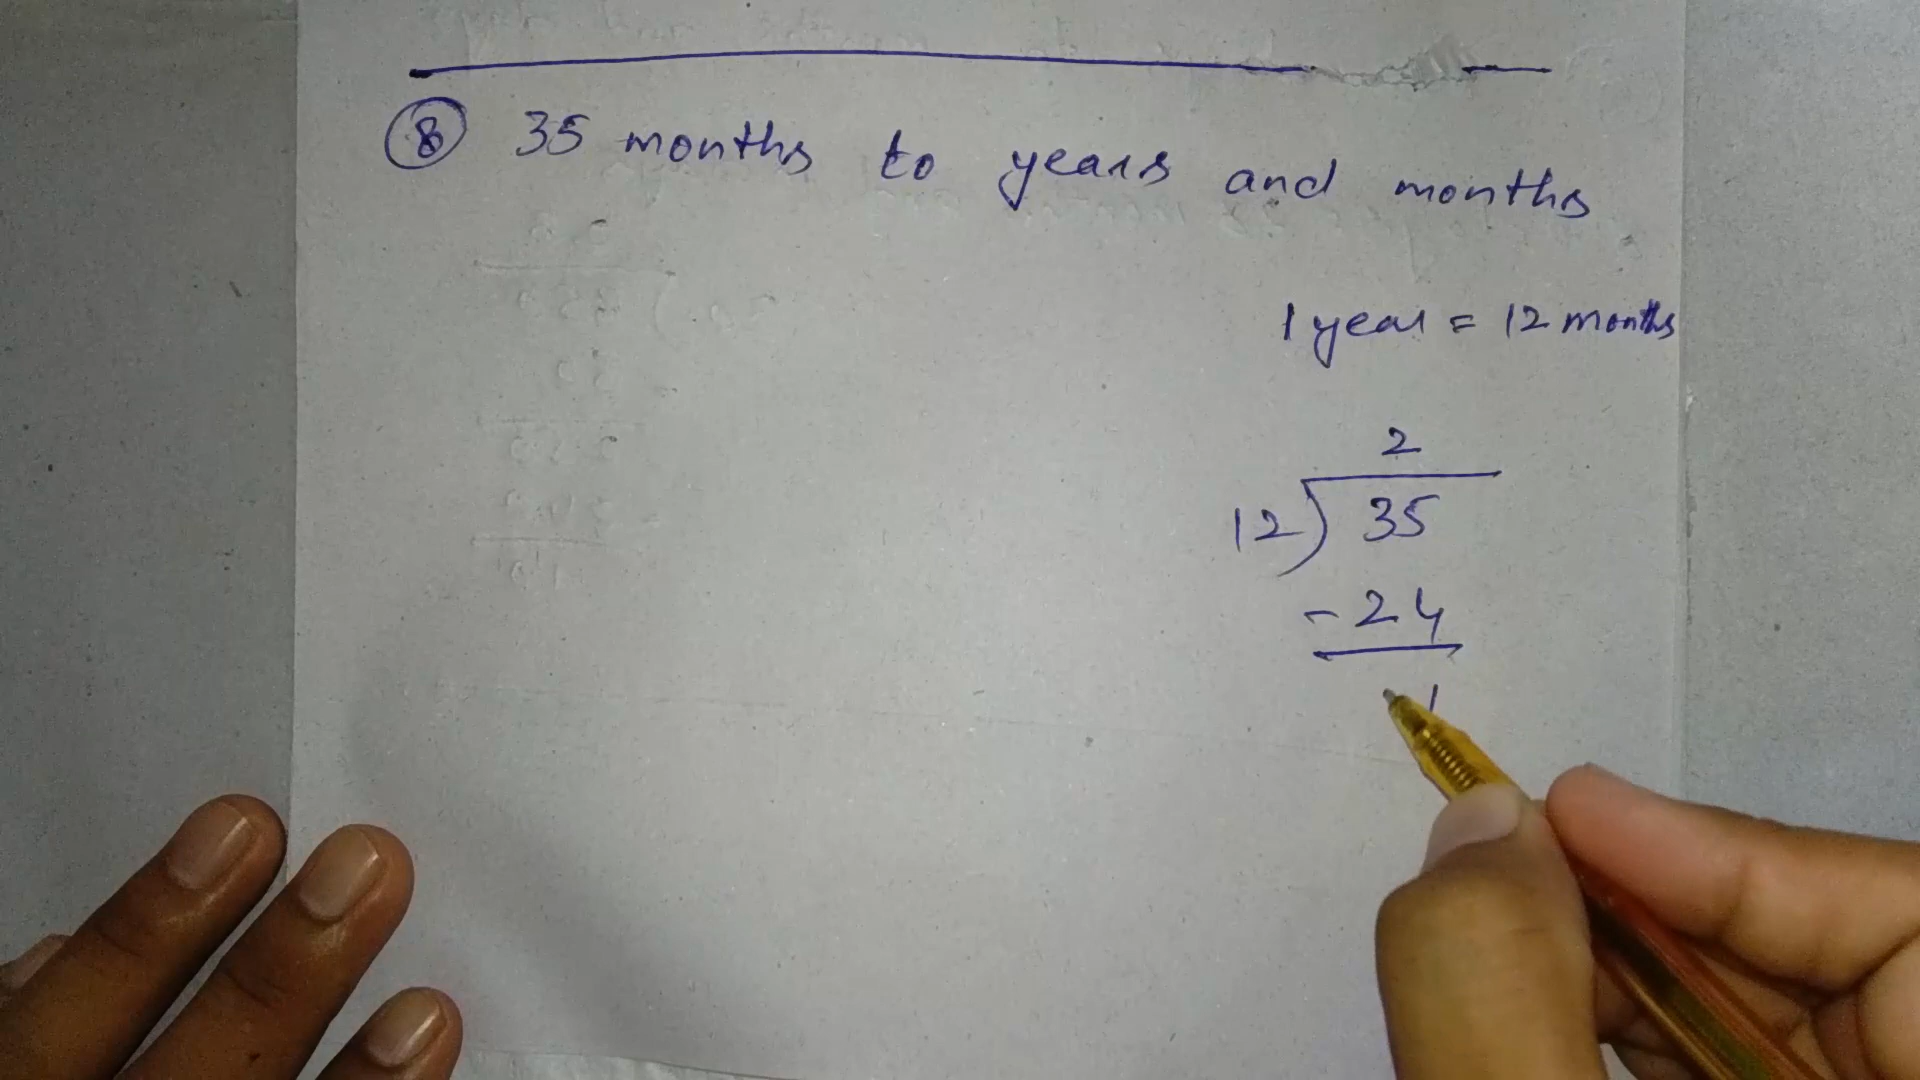 8 35 months to years and months
1 year = 12 months
2
12) 35
- 24
1